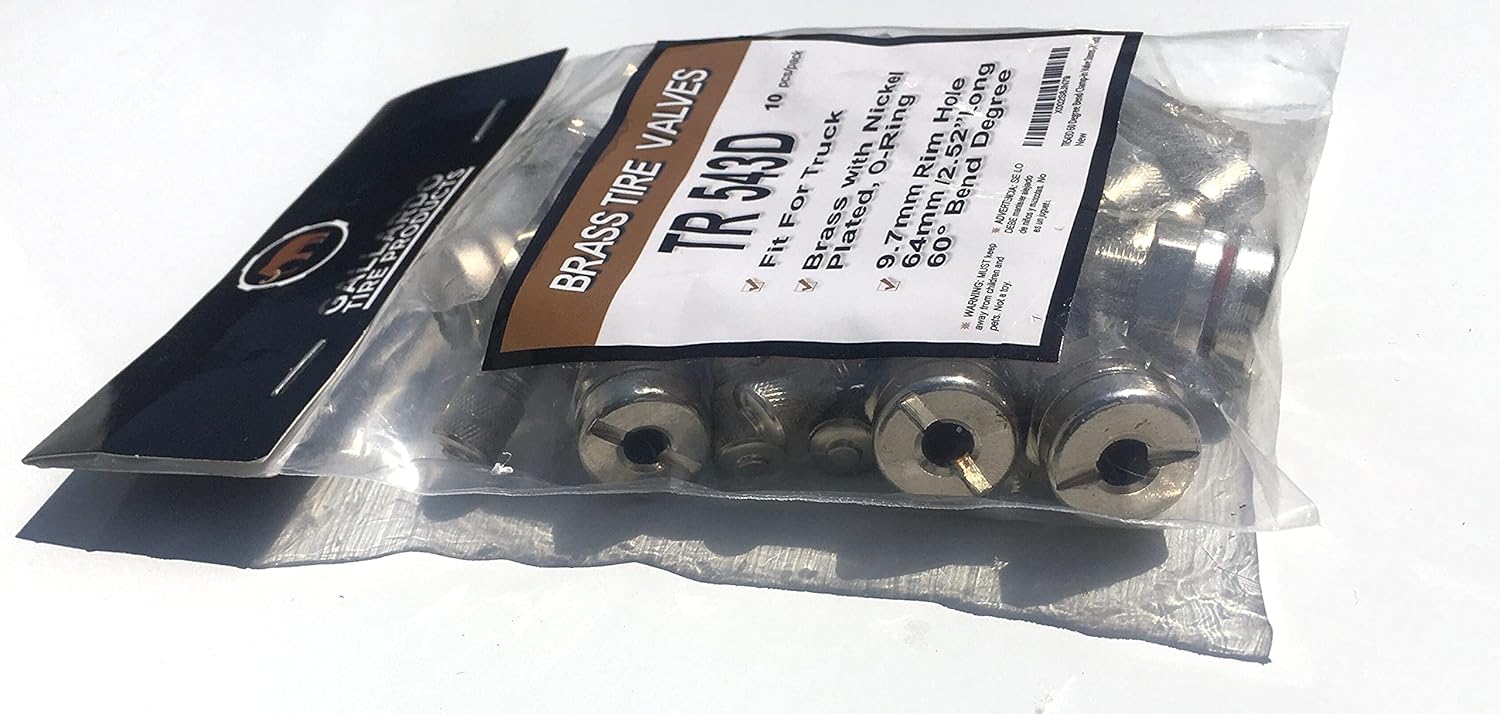 GALLARDO
TIRE PRODUCTS
BRASS TIRE VALVES
TR 543D
10 pcs/pack
Fit For Truck
Brass with Nickel
Plated, O-Ring
9.7mm Rim Hole
64mm /2.52" Long
60° Bend Degree
※ WARNING: MUST keep
away from children and
pets. Not a toy.
※ ADVERTENCIA: SE LO
DEBE mantener alejado
de niños y mascotas. No
es un juguete.
New